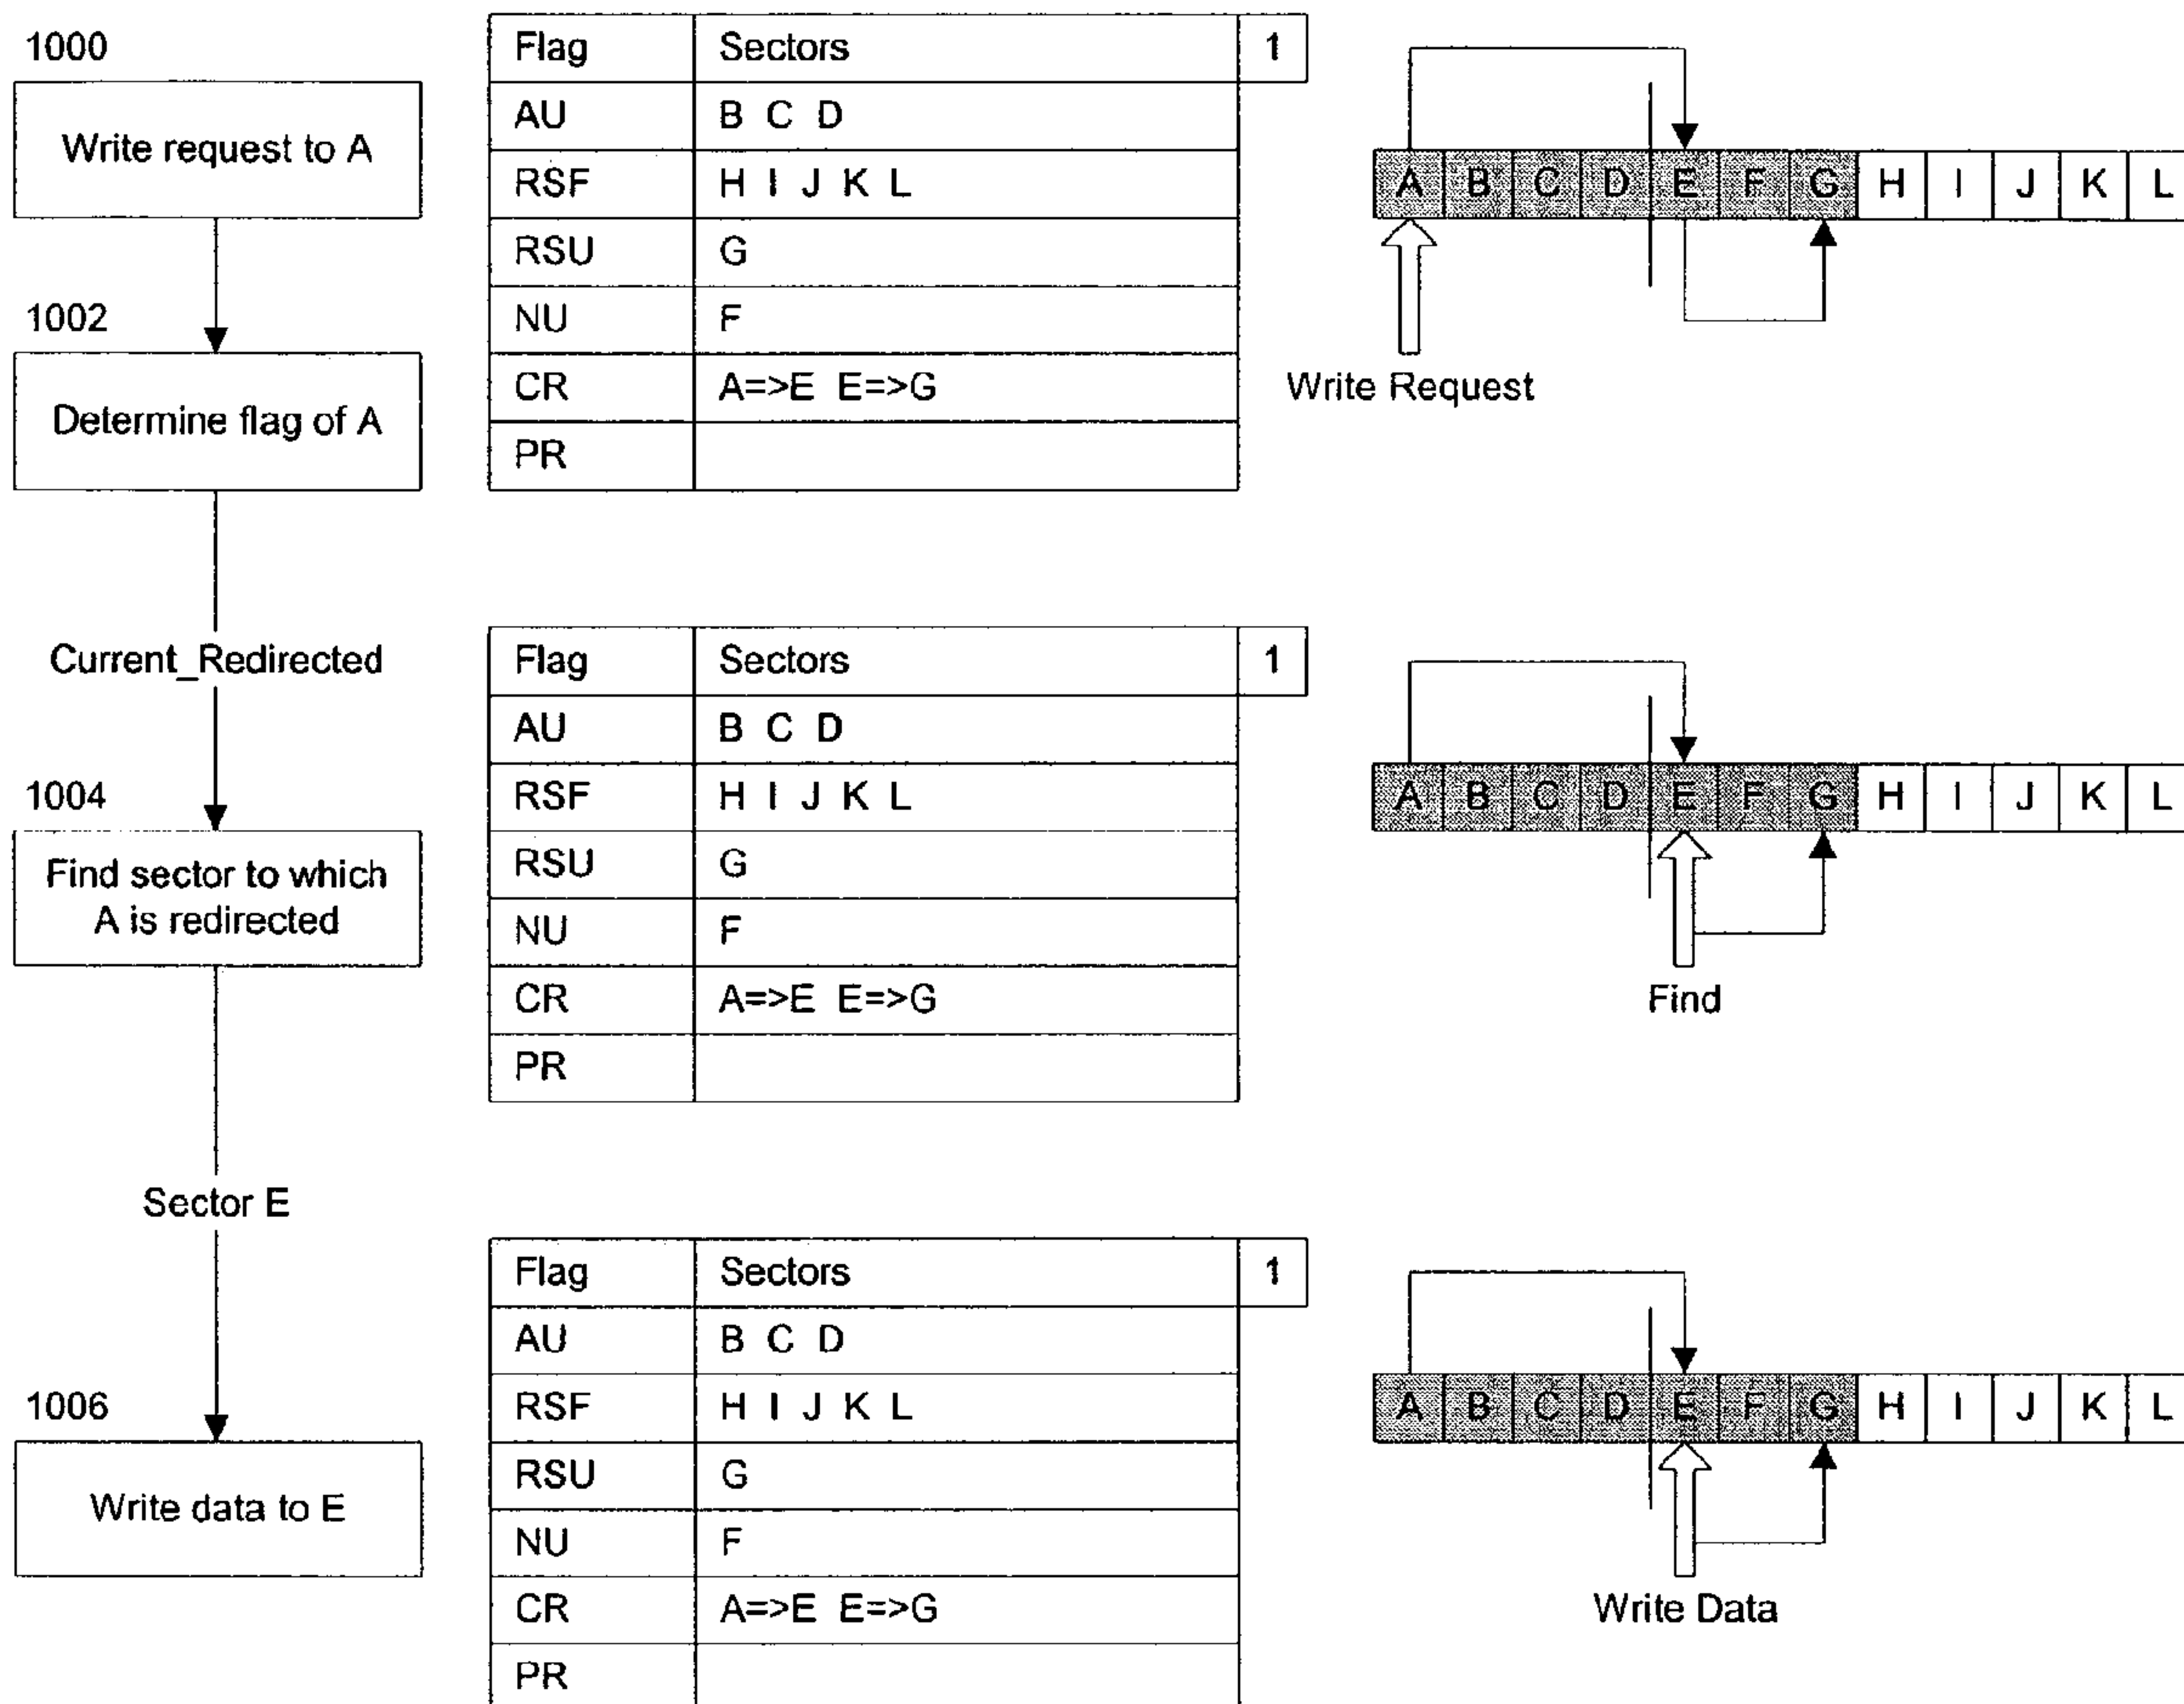 1000
Write request to A
1002
Determine flag of A
Current_Redirected
1004
Find sector to which
A is redirected
Sector E
1006
Write data to E
Flag Sectors 1
AU B C D
RSF H I J K L
RSU G
NU F
CR A=>E E=>G
PR
A B C D E F G H I J K L
Write Request
Flag Sectors 1
AU B C D
RSF H I J K L
RSU G
NU F
CR A=>E E=>G
PR
A B C D E F G H I J K L
Find
Flag Sectors 1
AU B C D
RSF H I J K L
RSU G
NU F
CR A=>E E=>G
PR
A B C D E F G H I J K L
Write Data